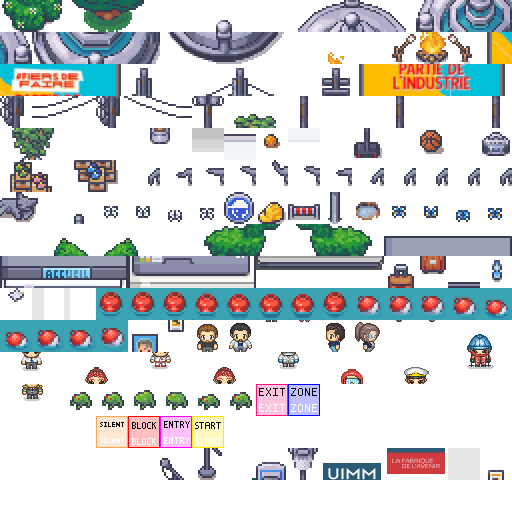 #FIERS DE
FAIRE
PARTIE DE
L'INDUSTRIE
ACCUEIL
EXIT ZONE
EXIT ZONE
SILENT BLOCK ENTRY START
SILENT BLOCK ENTRY START
UIMM
LA FABRIQUE
DE L'AVENIR